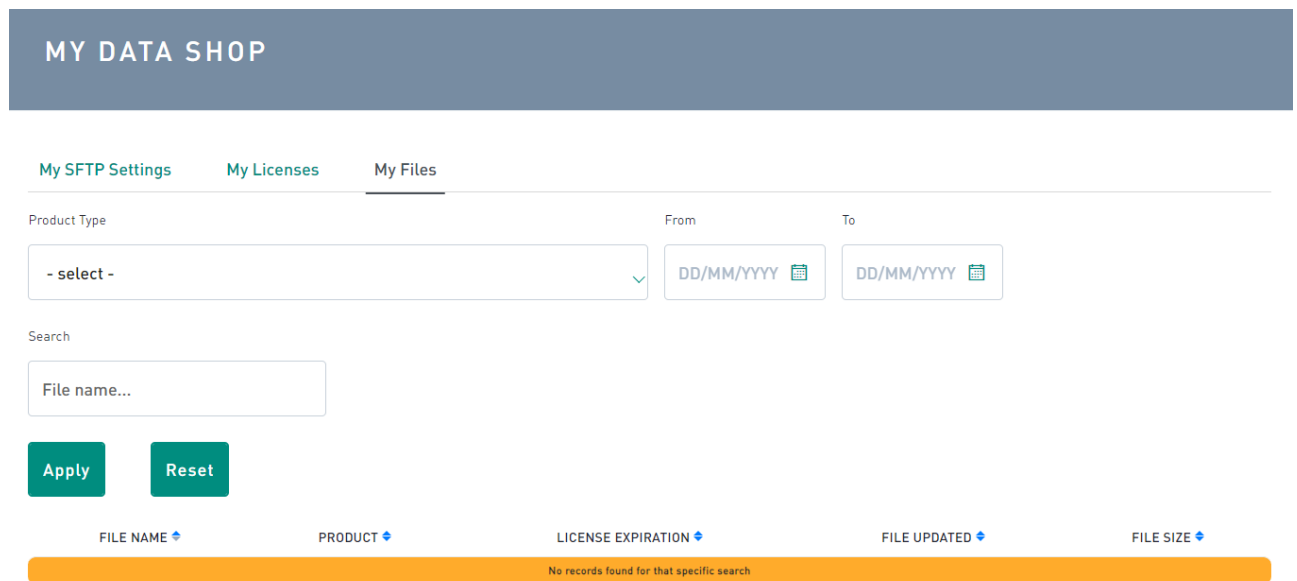 MY DATA SHOP
My SFTP Settings My Licenses My Files
Product Type From To
- select - DD/MM/YYYY DD/MM/YYYY
Search
File name...
Apply Reset
FILE NAME PRODUCT LICENSE EXPIRATION FILE UPDATED FILE SIZE
No records found for that specific search